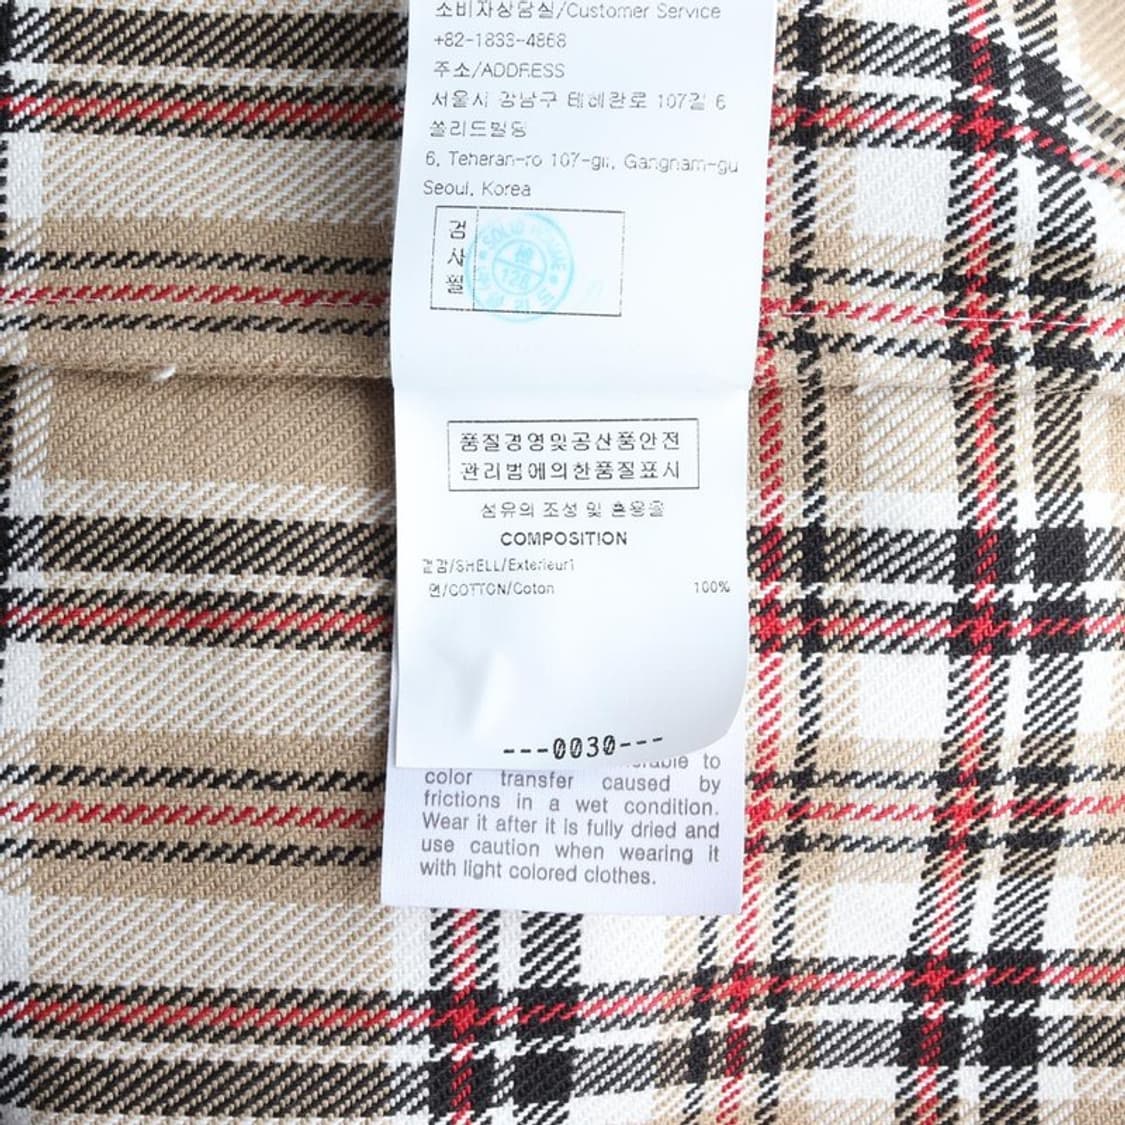 소비자상담실/Customer Service
+82-1833-4868
주소/ADDRESS
서울시 강남구 테헤란로 107길 6
쏠리드빌딩
6, Teheran-ro 107-gil, Gangnam-gu
Seoul, Korea
검
사
필
SOLID
126
품질경영및공산품안전
관리법에의한품질표시
섬유의 조성 및 혼용율
COMPOSITION
겉감/SHELL/Exterieur1
면/COTTON/Coton 100%
---0030---
to
color transfer caused by
frictions in a wet condition.
Wear it after it is fully dried and
use caution when wearing it
with light colored clothes.